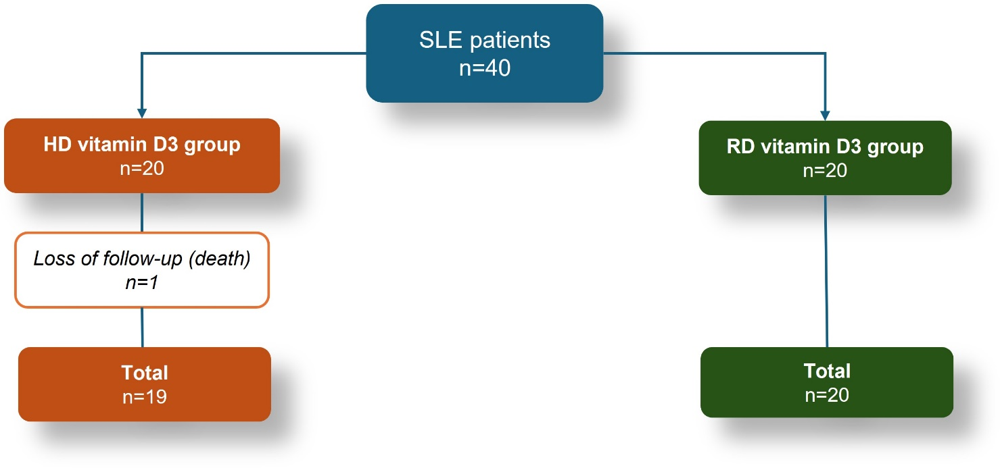 SLE patients
n=40
HD vitamin D3 group
n=20
RD vitamin D3 group
n=20
Loss of follow-up (death)
n=1
Total
n=19
Total
n=20